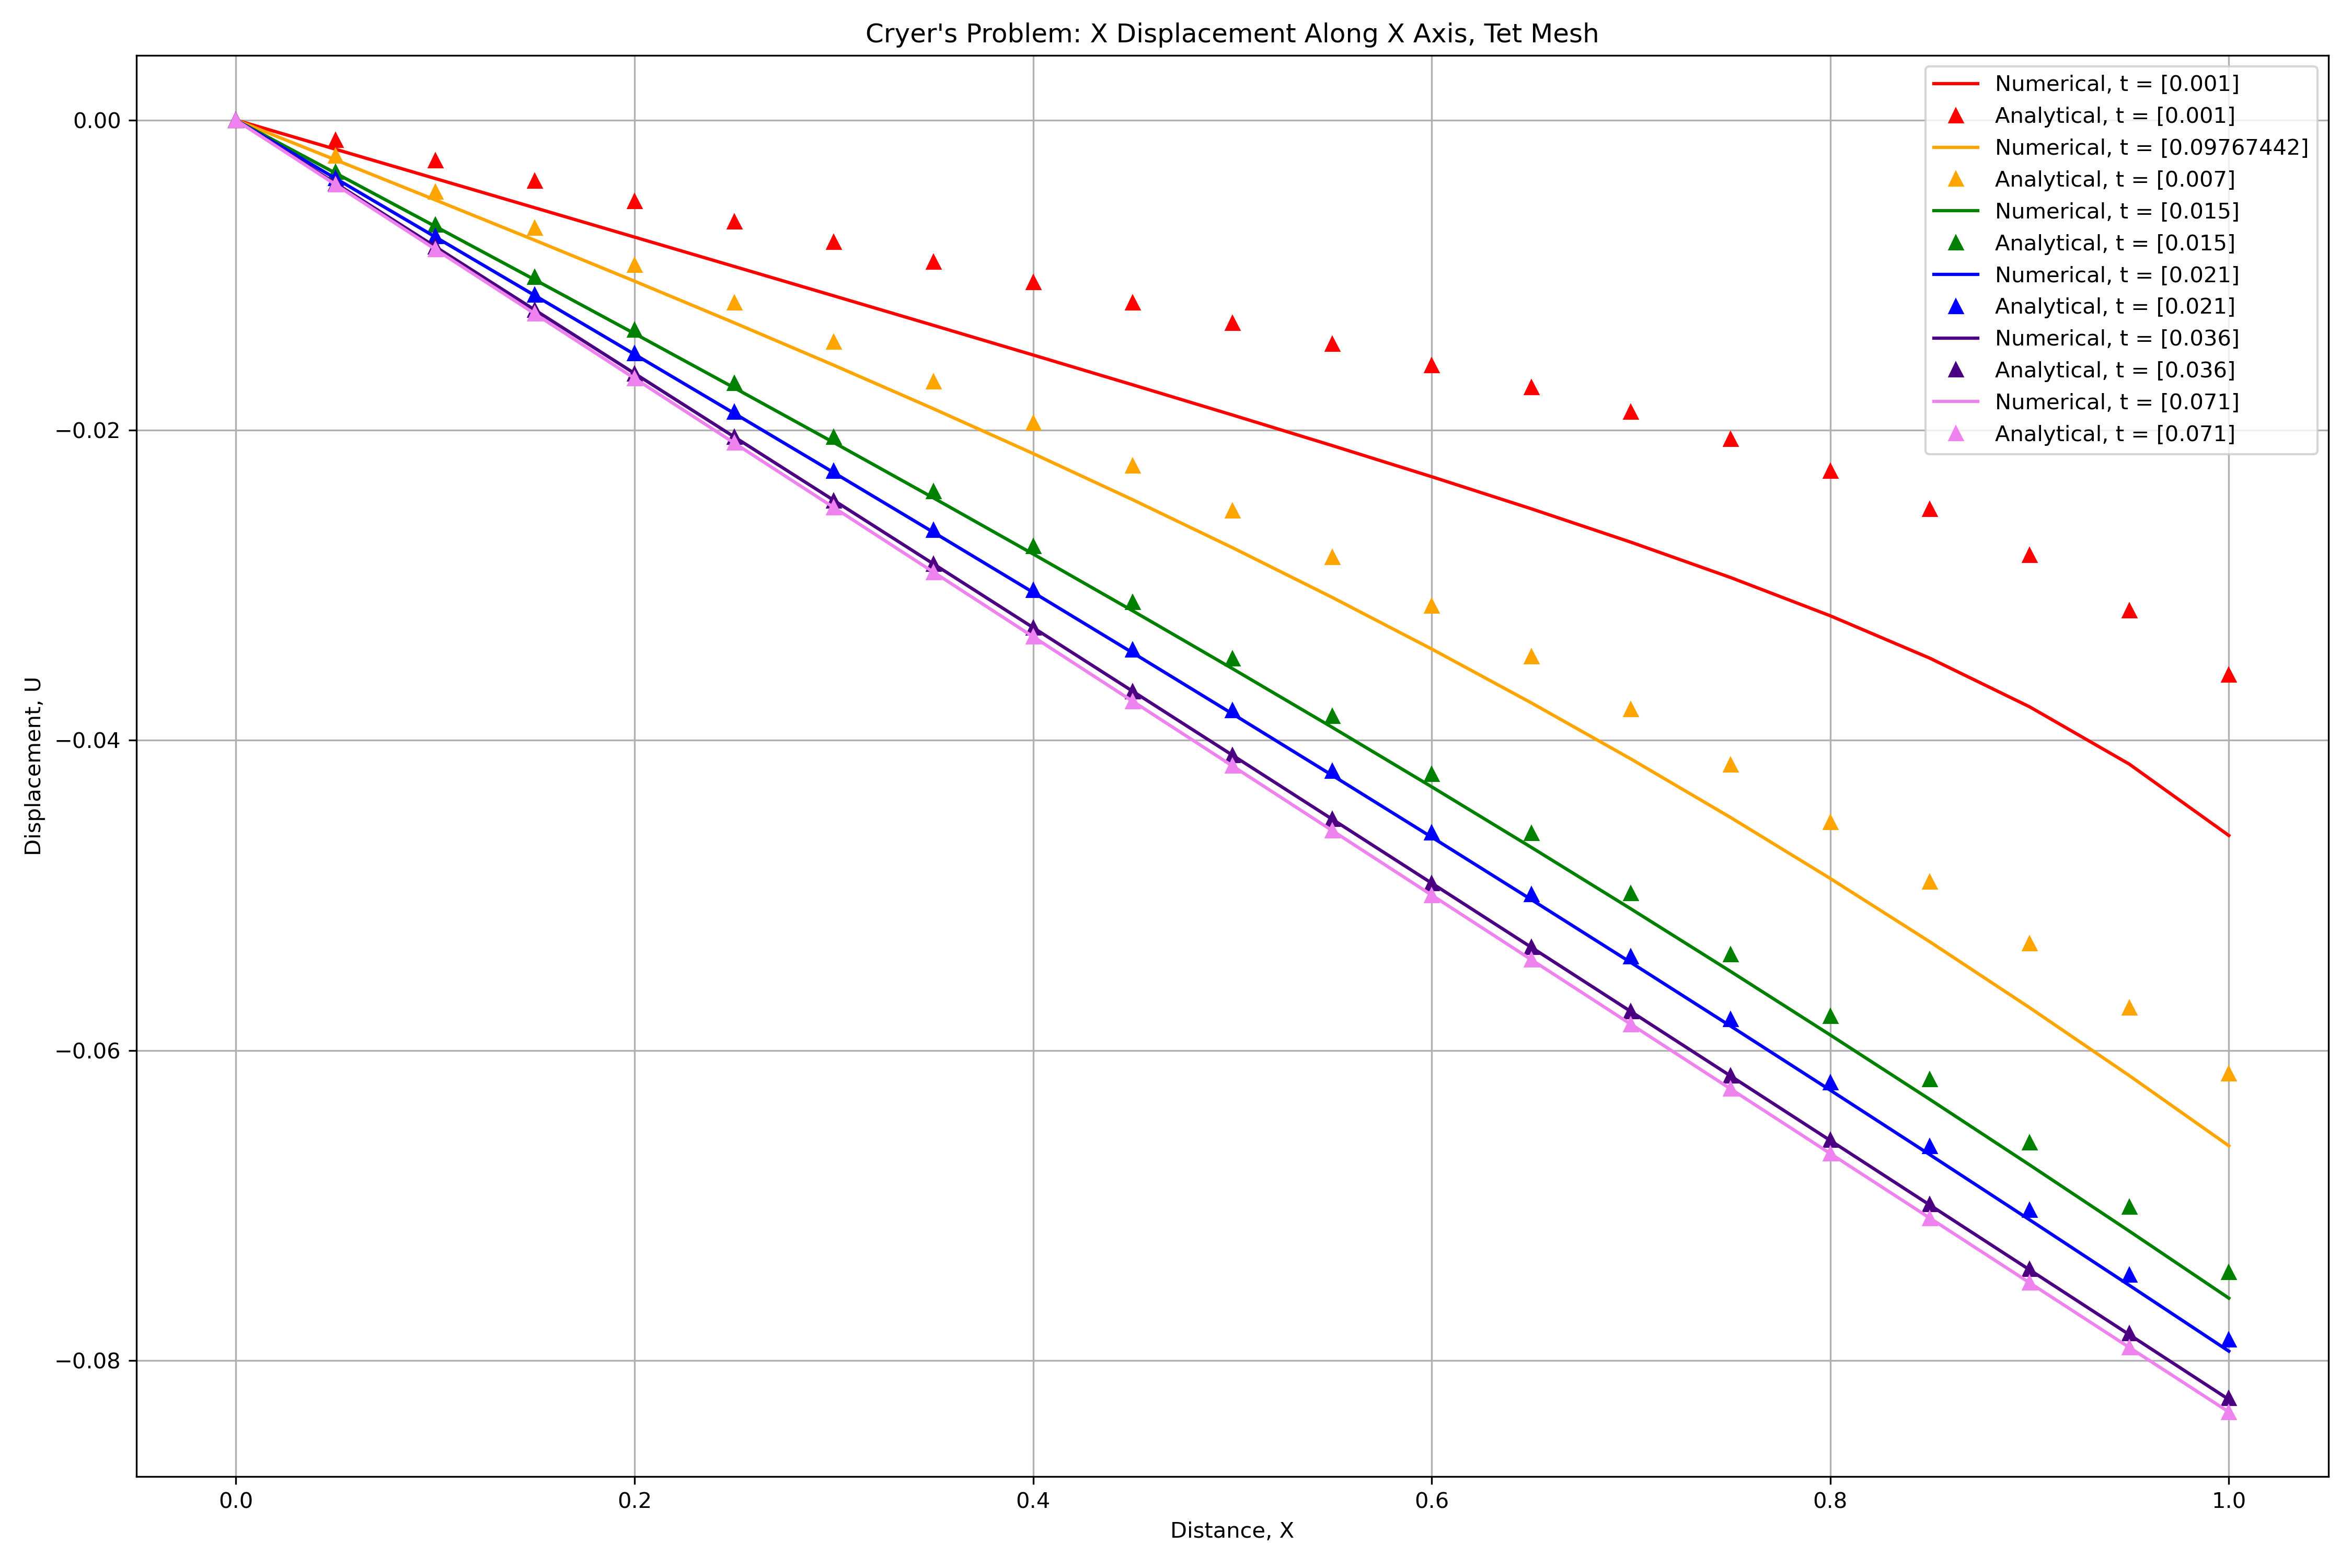 Cryer's Problem: X Displacement Along X Axis, Tet Mesh
Numerical, t = [0.001]
Analytical, t = [0.001]
Numerical, t = [0.09767442]
Analytical, t = [0.007]
Numerical, t = [0.015]
Analytical, t = [0.015]
Numerical, t = [0.021]
Analytical, t = [0.021]
Numerical, t = [0.036]
Analytical, t = [0.036]
Numerical, t = [0.071]
Analytical, t = [0.071]
Displacement, U
0.00
−0.02
−0.04
−0.06
−0.08
0.0 0.2 0.4 0.6 0.8 1.0
Distance, X